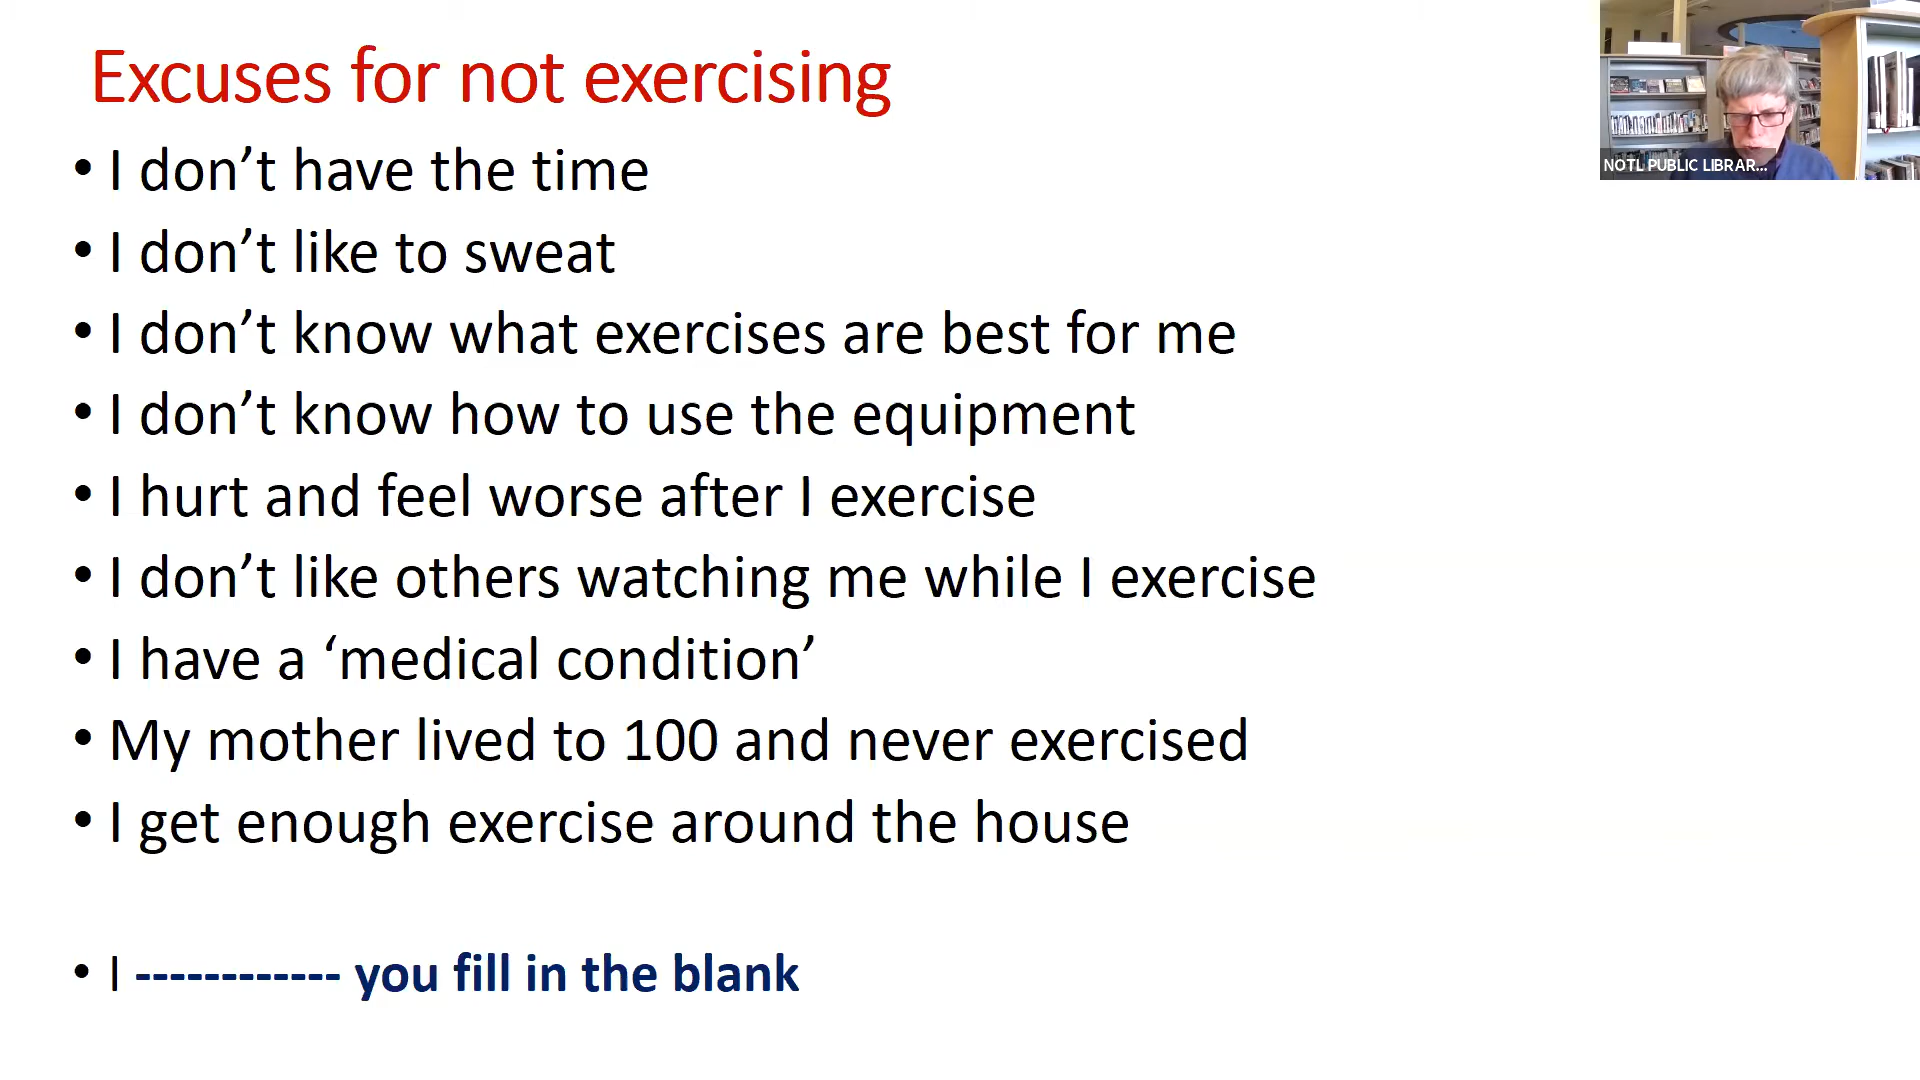 Excuses for not exercising
• I don’t have the time
• I don’t like to sweat
• I don’t know what exercises are best for me
• I don’t know how to use the equipment
• I hurt and feel worse after I exercise
• I don’t like others watching me while I exercise
• I have a ‘medical condition’
• My mother lived to 100 and never exercised
• I get enough exercise around the house
• I ------------ you fill in the blank
NOTL PUBLIC LIBRAR...